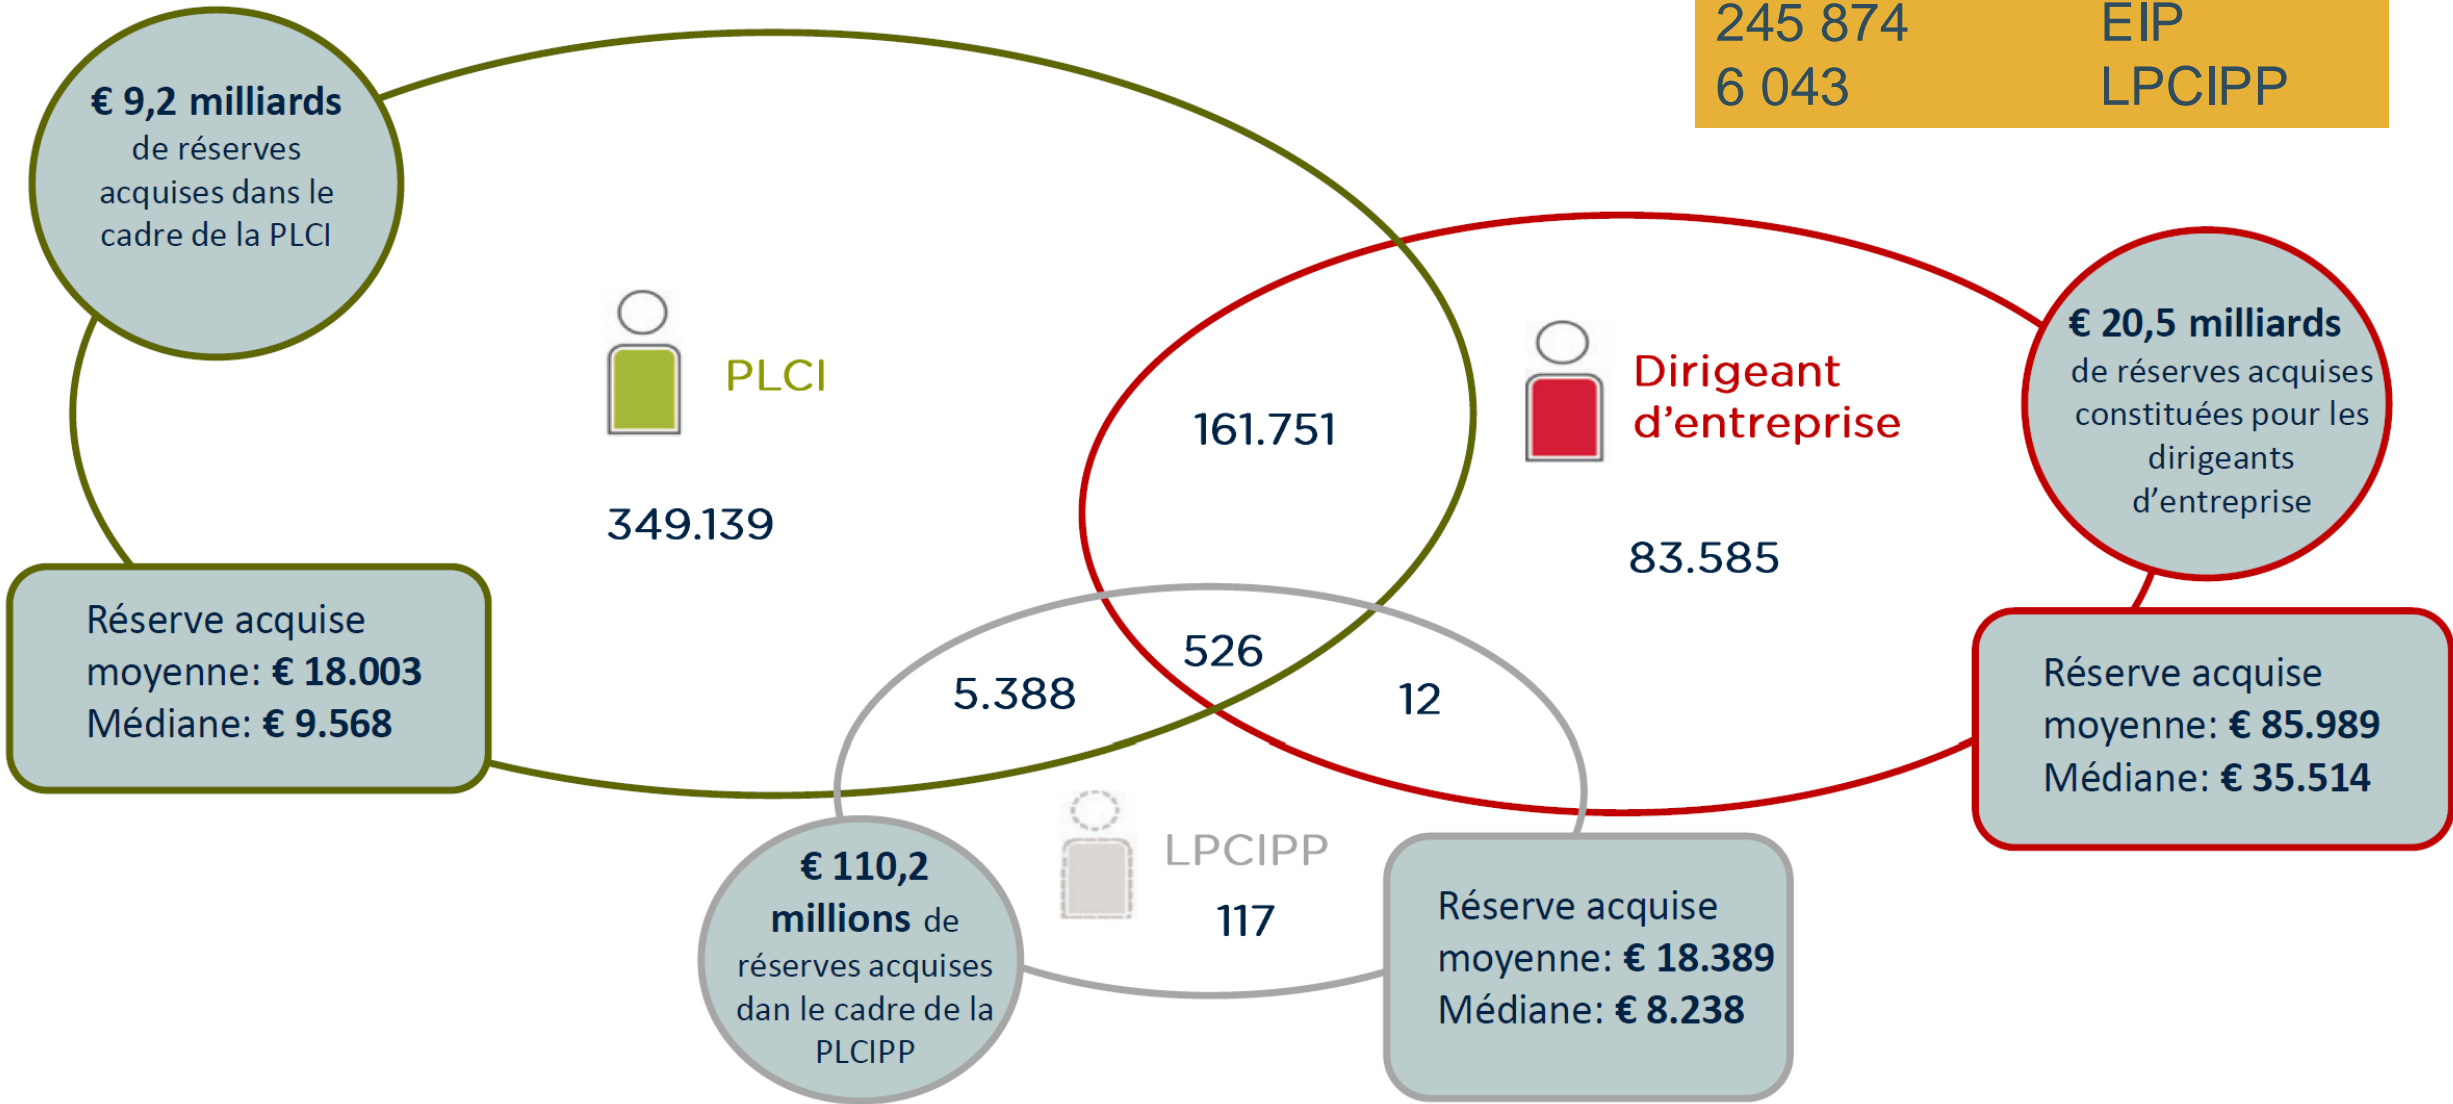 245 874 EIP
6 043 LPCIPP
€ 9,2 milliards
de réserves
acquises dans le
cadre de la PLCI
PLCI
349.139
Réserve acquise
moyenne: € 18.003
Médiane: € 9.568
161.751
Dirigeant
d'entreprise
83.585
€ 20,5 milliards
de réserves acquises
constituées pour les
dirigeants
d'entreprise
Réserve acquise
moyenne: € 85.989
Médiane: € 35.514
526
5.388
12
LPCIPP
117
€ 110,2
millions de
réserves acquises
dan le cadre de la
PLCIPP
Réserve acquise
moyenne: € 18.389
Médiane: € 8.238